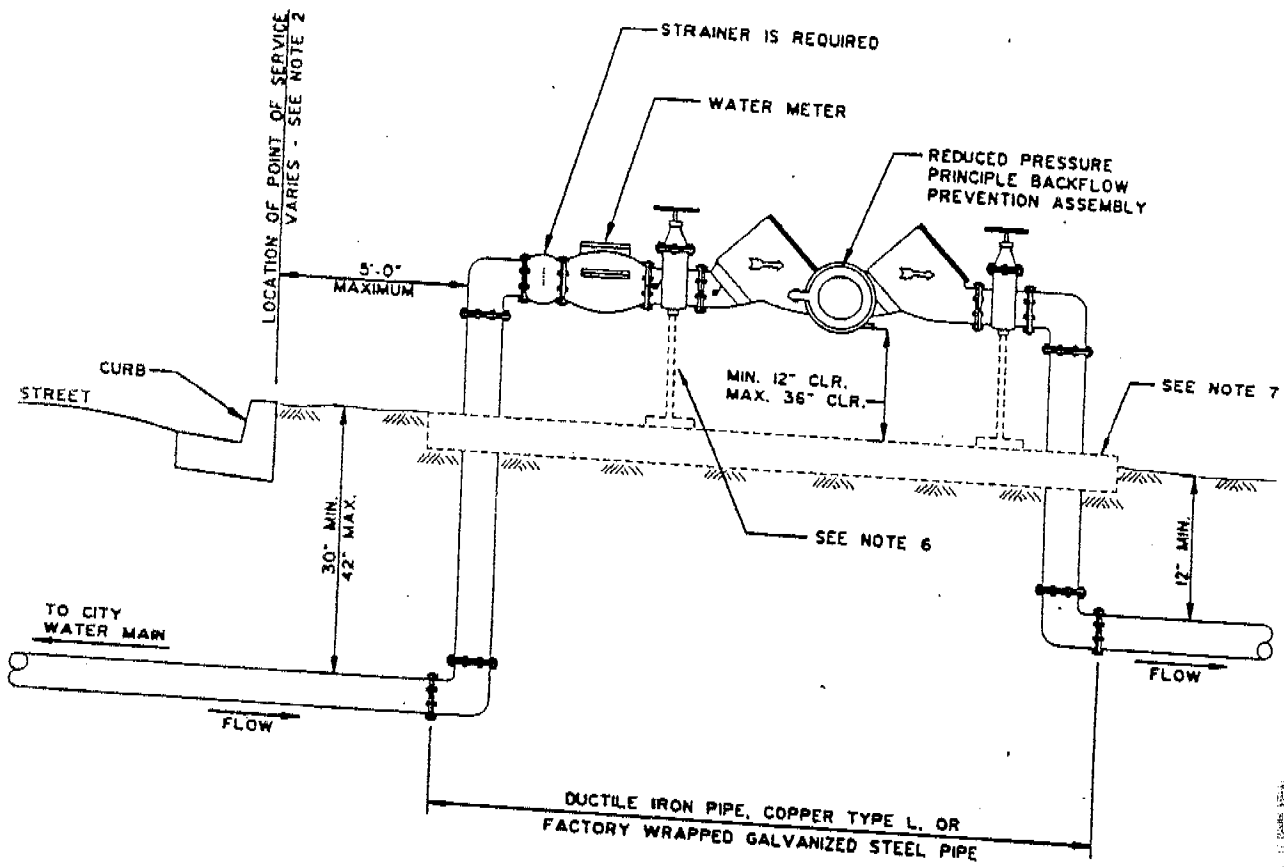 LOCATION OF POINT OF SERVICE
VARIES - SEE NOTE 2
STRAINER IS REQUIRED
WATER METER
REDUCED PRESSURE
PRINCIPLE BACKFLOW
PREVENTION ASSEMBLY
5'-0"
MAXIMUM
CURB
STREET
MIN. 12" CLR.
MAX. 36" CLR.
SEE NOTE 7
30" MIN.
42" MAX.
SEE NOTE 6
12" MIN.
TO CITY
WATER MAIN
FLOW
FLOW
DUCTILE IRON PIPE, COPPER TYPE L, OR
FACTORY WRAPPED GALVANIZED STEEL PIPE